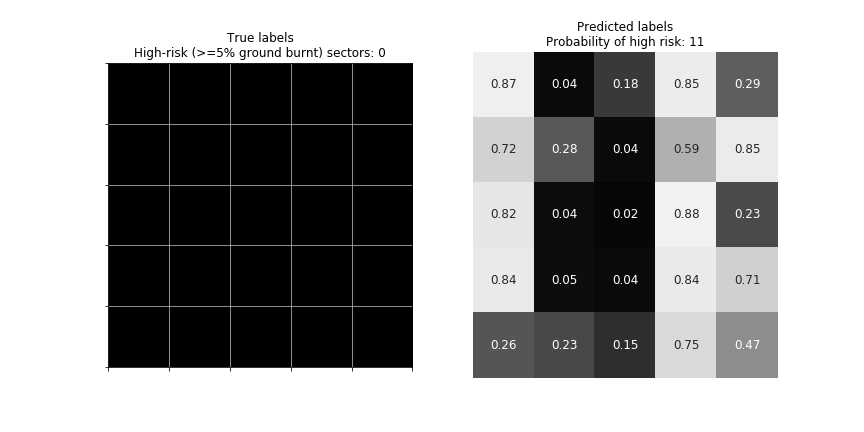 True labels
High-risk (>=5% ground burnt) sectors: 0
Predicted labels
Probability of high risk: 11
0.87 0.04 0.18 0.85 0.29
0.72 0.28 0.04 0.59 0.85
0.82 0.04 0.02 0.88 0.23
0.84 0.05 0.04 0.84 0.71
0.26 0.23 0.15 0.75 0.47